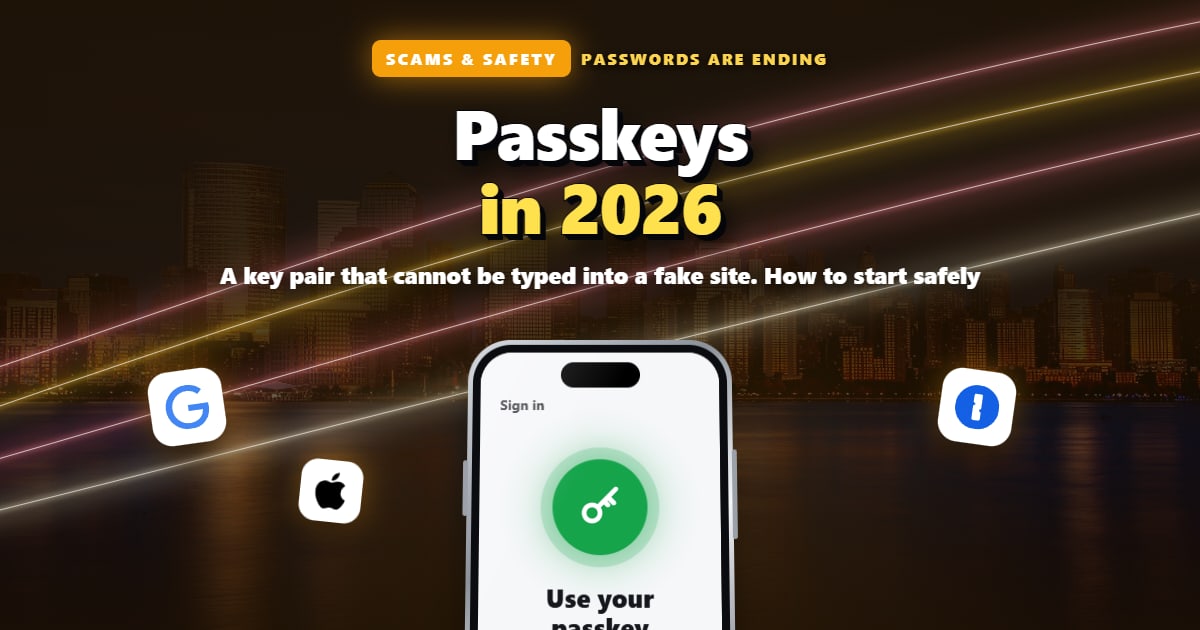 SCAMS & SAFETY PASSWORDS ARE ENDING
Passkeys
in 2026
A key pair that cannot be typed into a fake site. How to start safely
Sign in
Use your
passkey